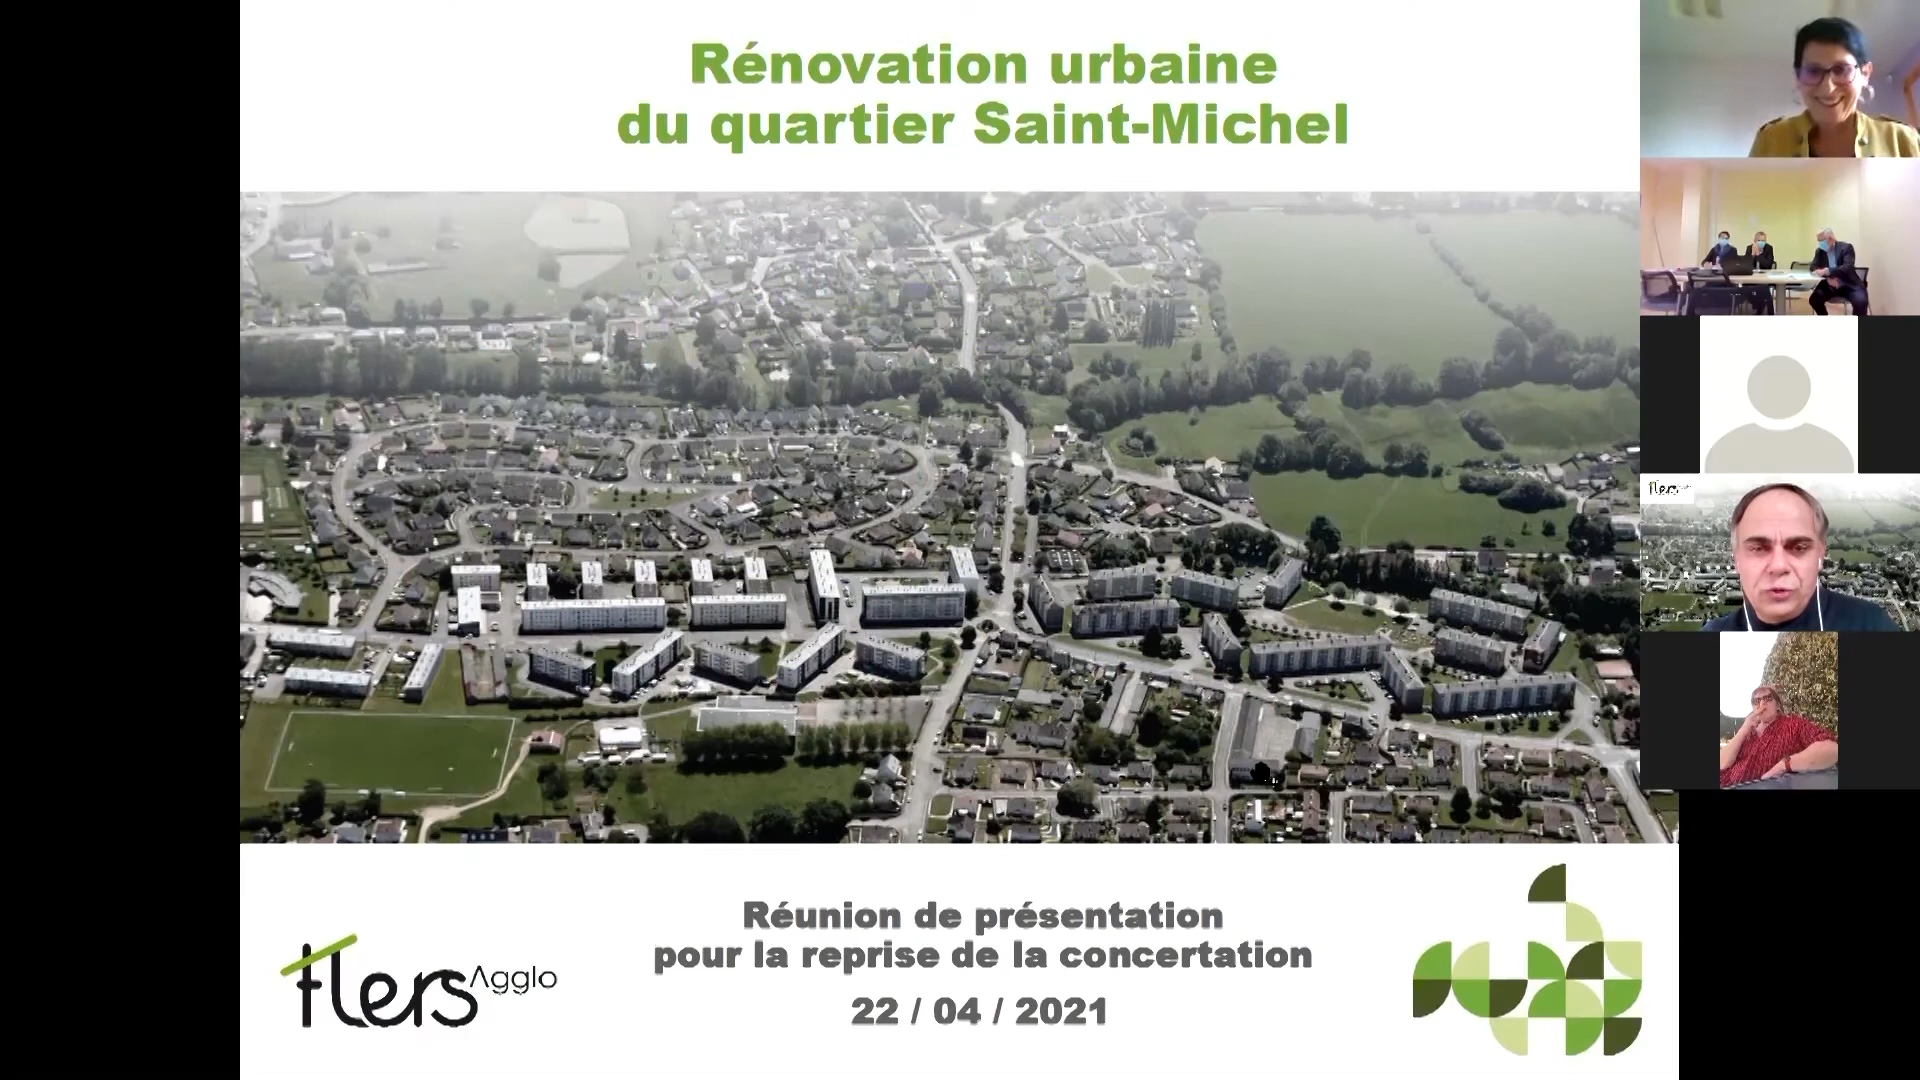 Rénovation urbaine
du quartier Saint-Michel
flers
Réunion de présentation
pour la reprise de la concertation
22 / 04 / 2021
flers Agglo